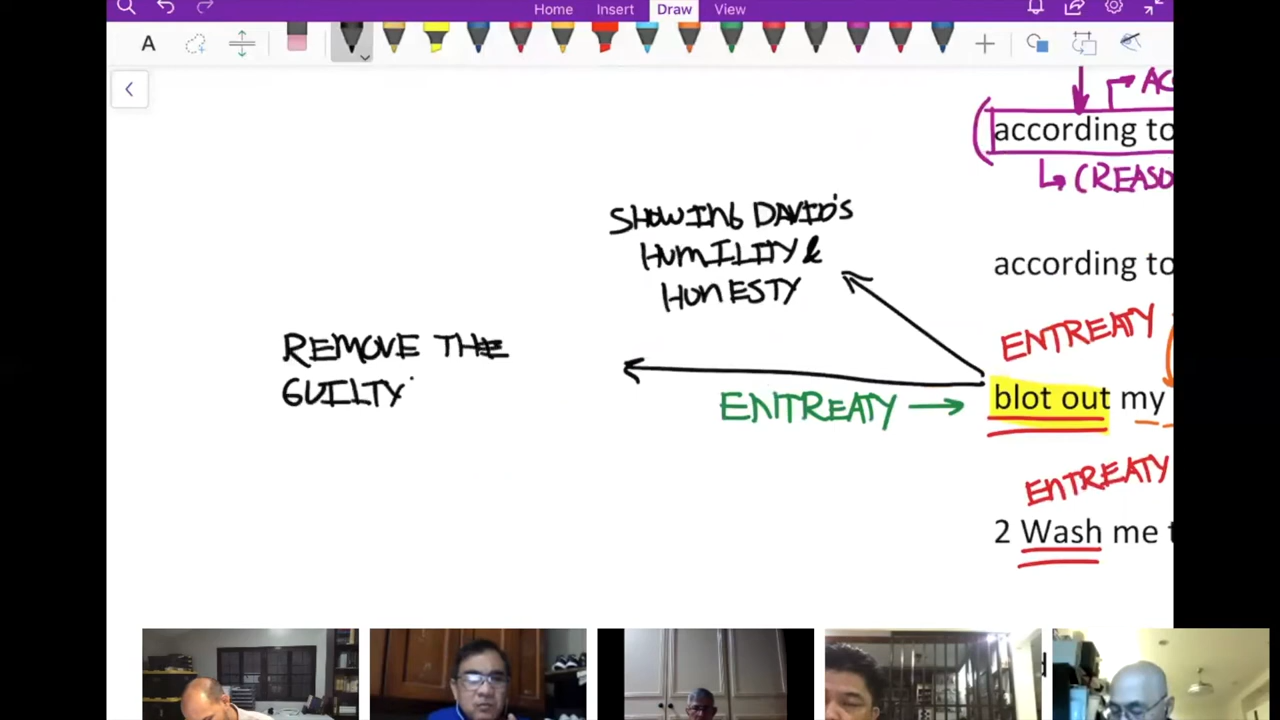 Home Insert Draw View
A
AC
according to
(REASO
SHOWING DAVID'S
HUMILITY &
HONESTY
according to
ENTREATY
REMOVE THE
GUILTY
blot out my
ENTREATY
ENTREATY
2 Wash me t